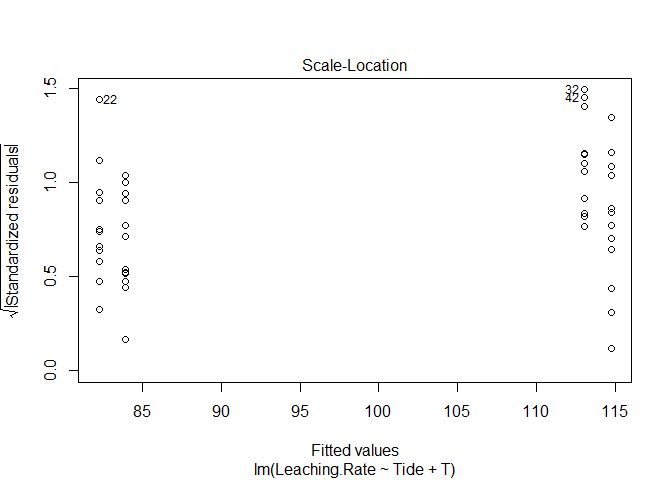 Scale-Location
√|Standardized residuals|
1.5
1.0
0.5
0.0
22
32
42
85 90 95 100 105 110 115
Fitted values
lm(Leaching.Rate ~ Tide + T)